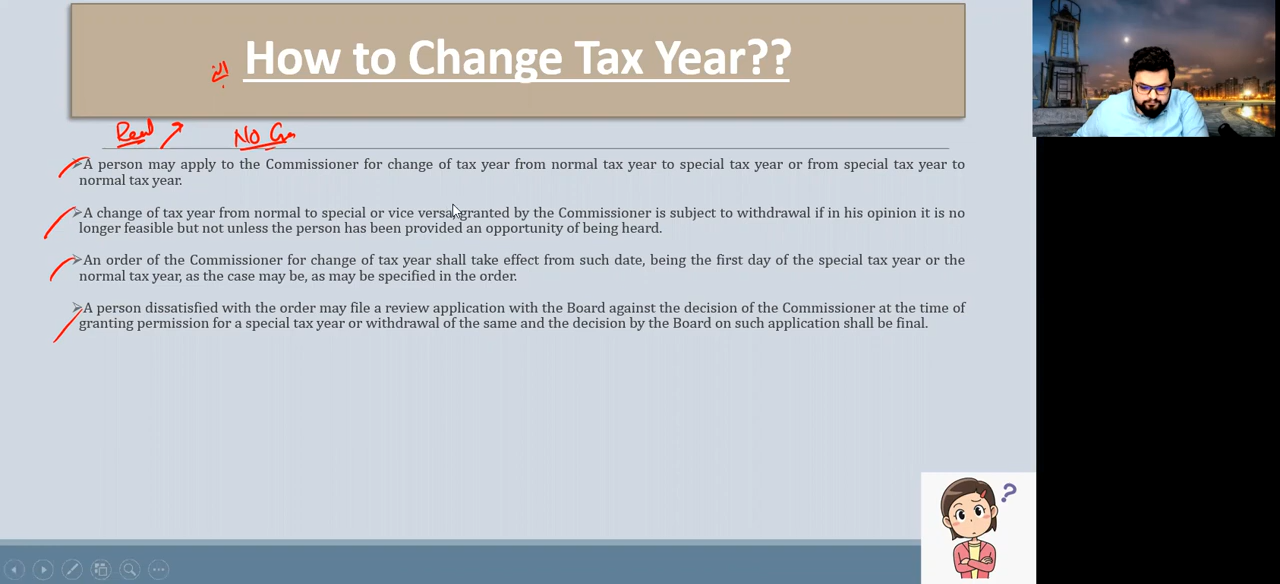 How to Change Tax Year??
Real No
A person may apply to the Commissioner for change of tax year from normal tax year to special tax year or from special tax year to
normal tax year.
A change of tax year from normal to special or vice versa, granted by the Commissioner is subject to withdrawal if in his opinion it is no
longer feasible but not unless the person has been provided an opportunity of being heard.
An order of the Commissioner for change of tax year shall take effect from such date, being the first day of the special tax year or the
normal tax year, as the case may be, as may be specified in the order.
A person dissatisfied with the order may file a review application with the Board against the decision of the Commissioner at the time of
granting permission for a special tax year or withdrawal of the same and the decision by the Board on such application shall be final.
?